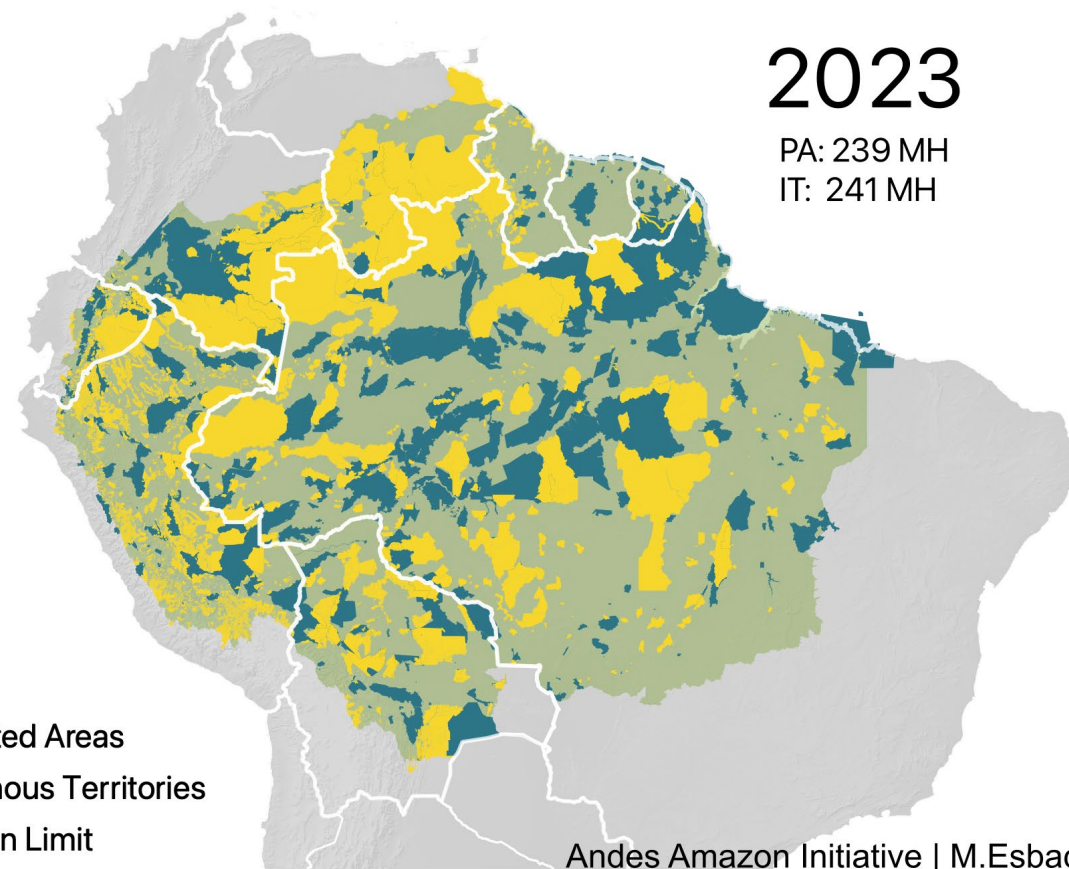 2023
PA: 239 MH
IT: 241 MH
ted Areas
nous Territories
n Limit
Andes Amazon Initiative | M.Esbac